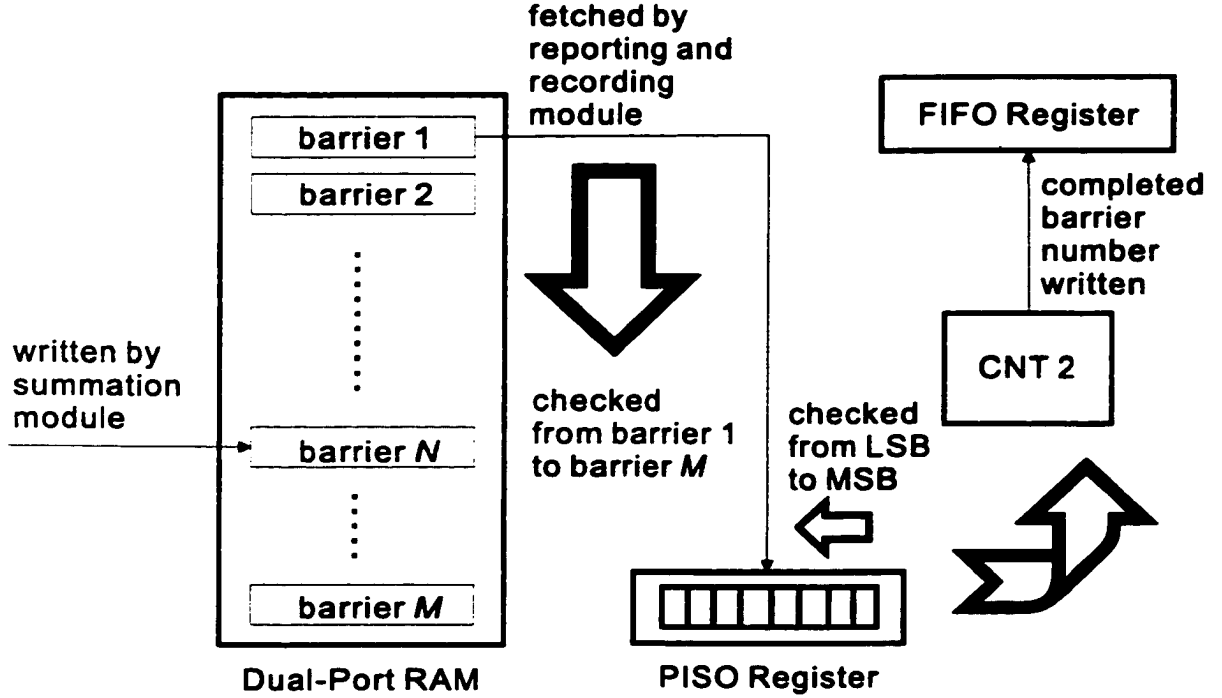 fetched by
reporting and
recording
module
barrier 1
barrier 2
written by
summation
module
barrier N
barrier M
Dual-Port RAM
checked
from barrier 1
to barrier M
checked
from LSB
to MSB
PISO Register
FIFO Register
completed
barrier
number
written
CNT 2